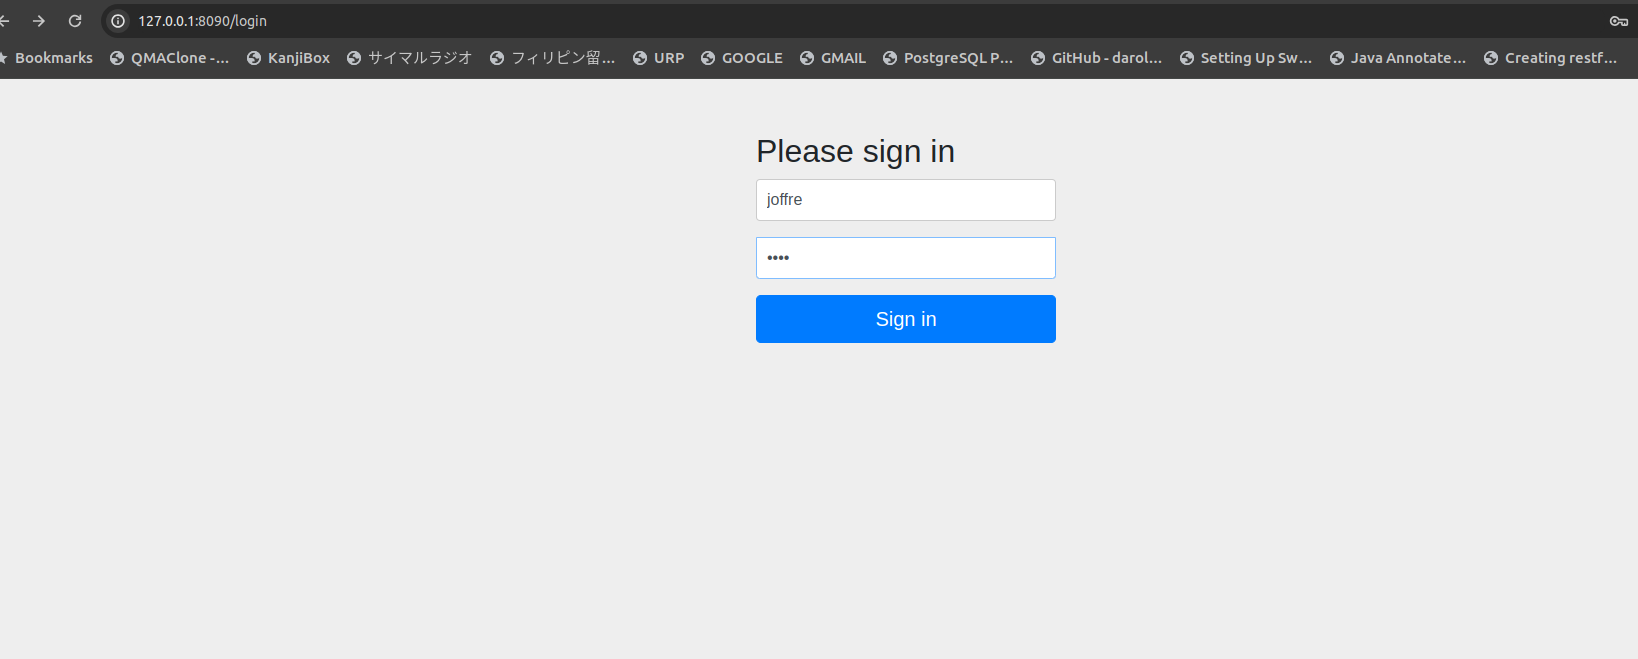 127.0.0.1:8090/login
Bookmarks QMAClone -... KanjiBox サイマルラジオ フィリピン留... URP GOOGLE GMAIL PostgreSQL P... GitHub - darol... Setting Up Sw... Java Annotate... Creating restf...
Please sign in
joffre
••••
Sign in